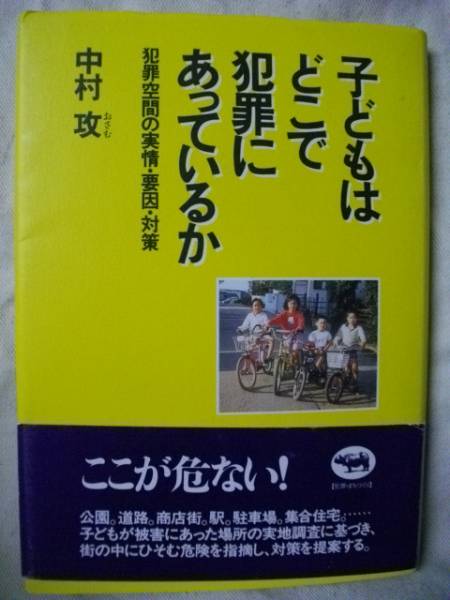 子どもは
どこで
犯罪に
あっているか
犯罪空間の実情・要因・対策
中村 攻
おさむ
ここが危ない!
公園。道路。商店街。駅。駐車場。集合住宅。……
子どもが被害にあった場所の実地調査に基づき、
街の中にひそむ危険を指摘し、対策を提案する。